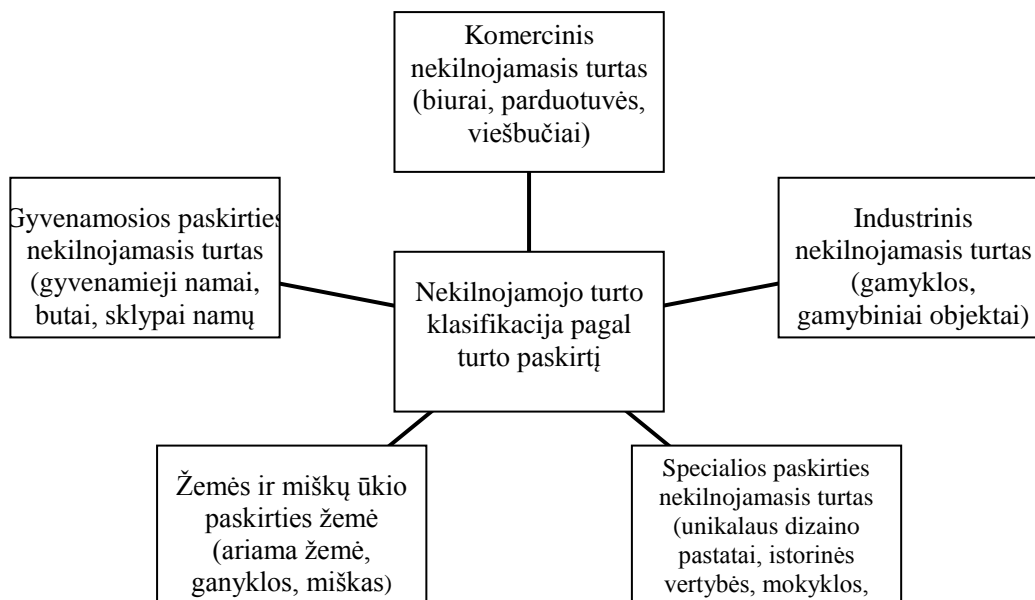 Komercinis
nekilnojamasis turtas
(biurai, parduotuvės,
viešbučiai)
Gyvenamosios paskirties
nekilnojamasis turtas
(gyvenamieji namai,
butai, sklypai namų
Industrinis
nekilnojamasis turtas
(gamyklos,
gamybiniai objektai)
Nekilnojamojo turto
klasifikacija pagal
turto paskirtį
Žemės ir miškų ūkio
paskirties žemė
(ariama žemė,
ganyklos, miškas)
Specialios paskirties
nekilnojamasis turtas
(unikalaus dizaino
pastatai, istorinės
vertybės, mokyklos,